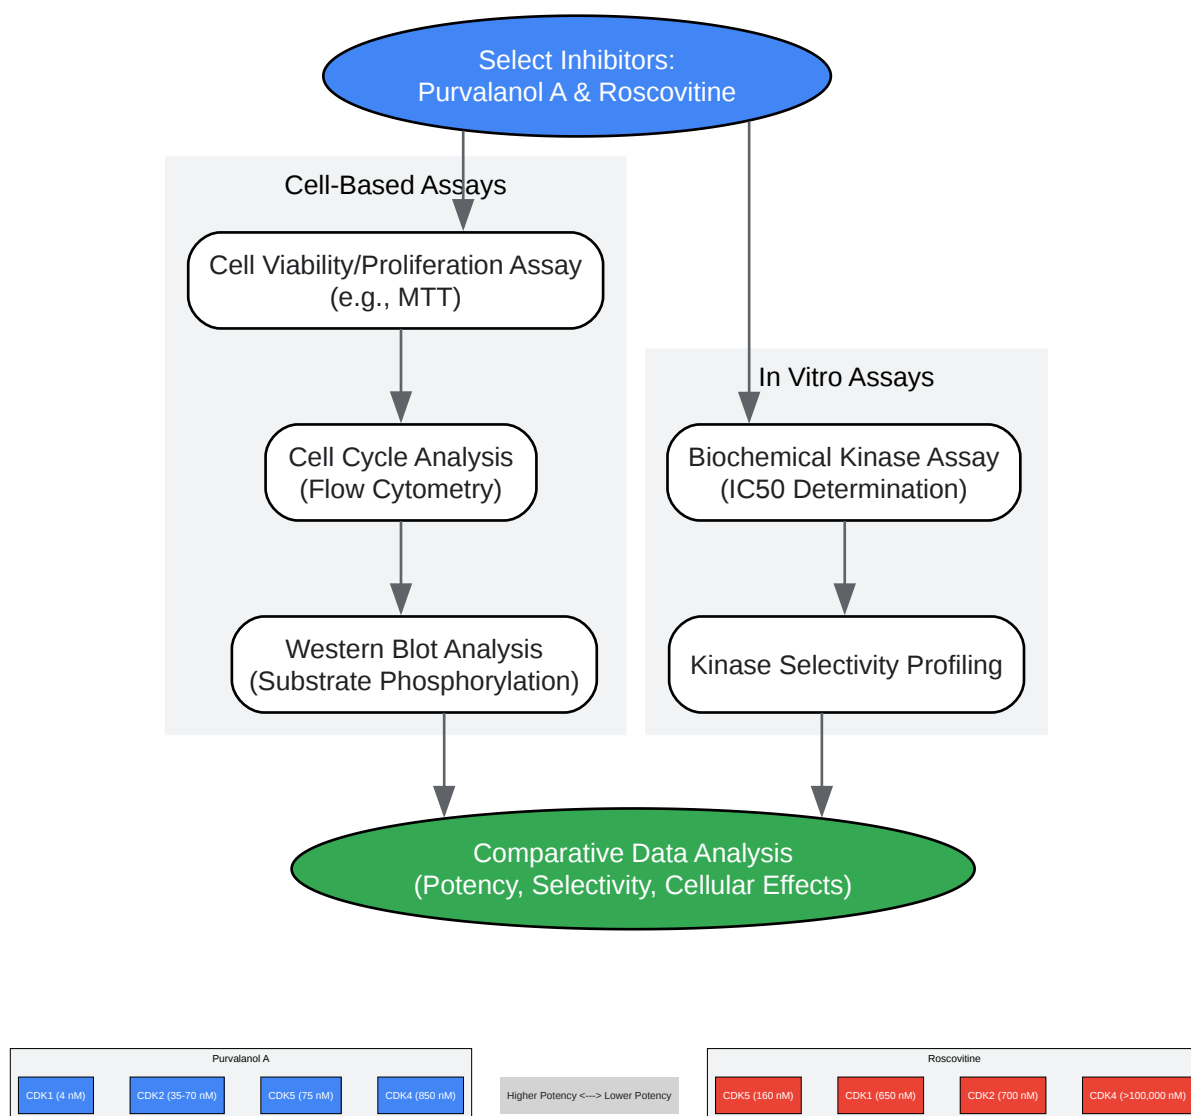 Select Inhibitors:
Purvalanol A & Roscovitine
Cell-Based Assays
Cell Viability/Proliferation Assay
(e.g., MTT)
Cell Cycle Analysis
(Flow Cytometry)
Western Blot Analysis
(Substrate Phosphorylation)
In Vitro Assays
Biochemical Kinase Assay
(IC50 Determination)
Kinase Selectivity Profiling
Comparative Data Analysis
(Potency, Selectivity, Cellular Effects)
Purvalanol A
CDK1 (4 nM)
CDK2 (35-70 nM)
CDK5 (75 nM)
CDK4 (850 nM)
Higher Potency <---> Lower Potency
Roscovitine
CDK5 (160 nM)
CDK1 (650 nM)
CDK2 (700 nM)
CDK4 (>100,000 nM)